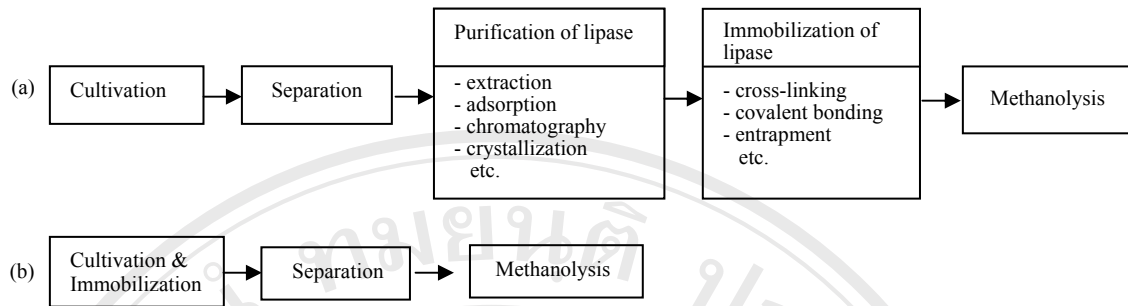 (a)
Cultivation
Separation
Purification of lipase
- extraction
- adsorption
- chromatography
- crystallization
etc.
Immobilization of
lipase
- cross-linking
- covalent bonding
- entrapment
etc.
Methanolysis
(b)
Cultivation &
Immobilization
Separation
Methanolysis